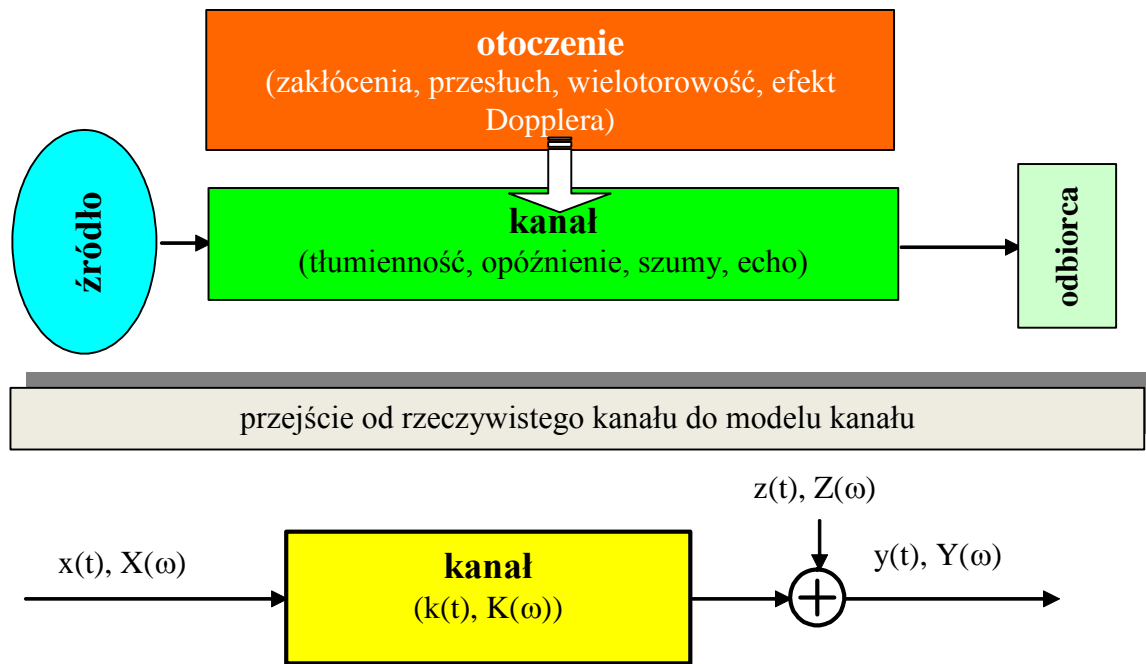 otoczenie
(zakłócenia, przesłuch, wielotorowość, efekt
Dopplera)
źródło
kanał
(tłumienność, opóźnienie, szumy, echo)
odbiorca
przejście od rzeczywistego kanału do modelu kanału
z(t), Z(ω)
x(t), X(ω)
kanał
(k(t), K(ω))
y(t), Y(ω)